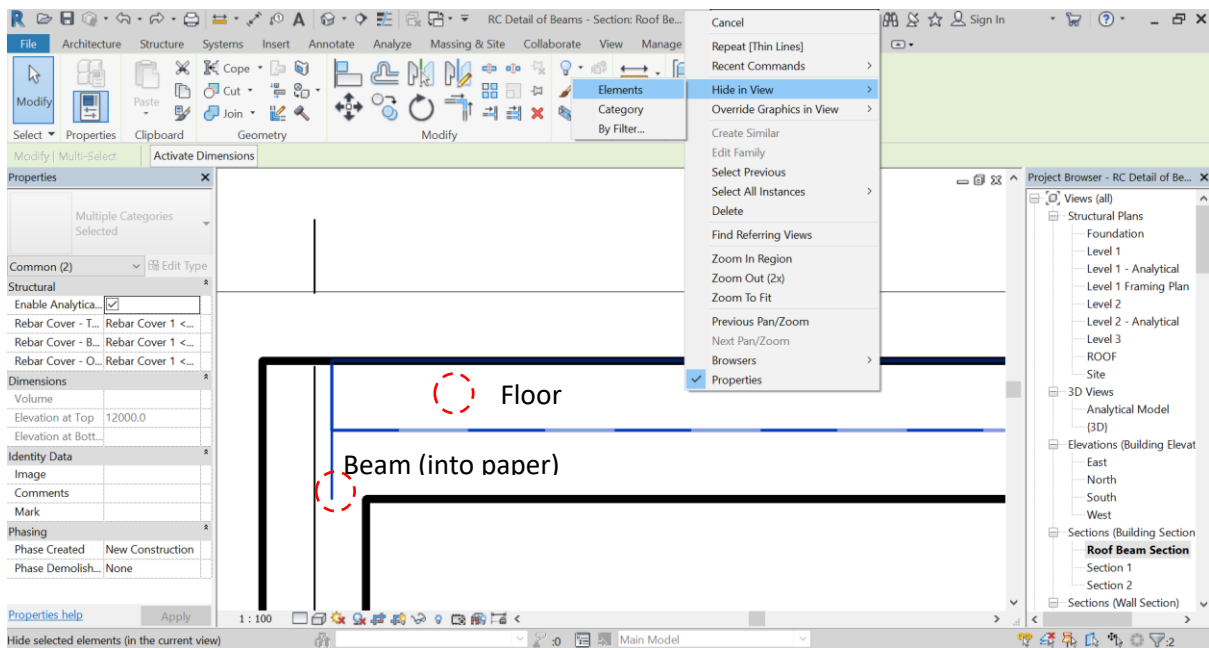 RC Detail of Beams - Section: Roof Be...
Sign In
File Architecture Structure Systems Insert Annotate Analyze Massing & Site Collaborate View Manage
Modify
Paste
Cope
Cut
Join
Select Properties Clipboard Geometry Modify
Modify | Multi-Select Activate Dimensions
Cancel
Repeat [Thin Lines]
Recent Commands
Hide in View
Override Graphics in View
Create Similar
Edit Family
Select Previous
Select All Instances
Delete
Find Referring Views
Zoom In Region
Zoom Out (2x)
Zoom To Fit
Previous Pan/Zoom
Next Pan/Zoom
Browsers
Properties
Elements
Category
By Filter...
Properties
Multiple Categories
Selected
Common (2) Edit Type
Structural
Enable Analytica...
Rebar Cover - T... Rebar Cover 1 <...
Rebar Cover - B... Rebar Cover 1 <...
Rebar Cover - O... Rebar Cover 1 <...
Dimensions
Volume
Elevation at Top 12000.0
Elevation at Bott...
Identity Data
Image
Comments
Mark
Phasing
Phase Created New Construction
Phase Demolish... None
Properties help Apply
Floor
Beam (into paper)
Project Browser - RC Detail of Be...
Views (all)
Structural Plans
Foundation
Level 1
Level 1 - Analytical
Level 1 Framing Plan
Level 2
Level 2 - Analytical
Level 3
ROOF
Site
3D Views
Analytical Model
{3D}
Elevations (Building Elevat
East
North
South
West
Sections (Building Section
Roof Beam Section
Section 1
Section 2
Sections (Wall Section)
1 : 100
Hide selected elements (in the current view)
:0 Main Model
:2